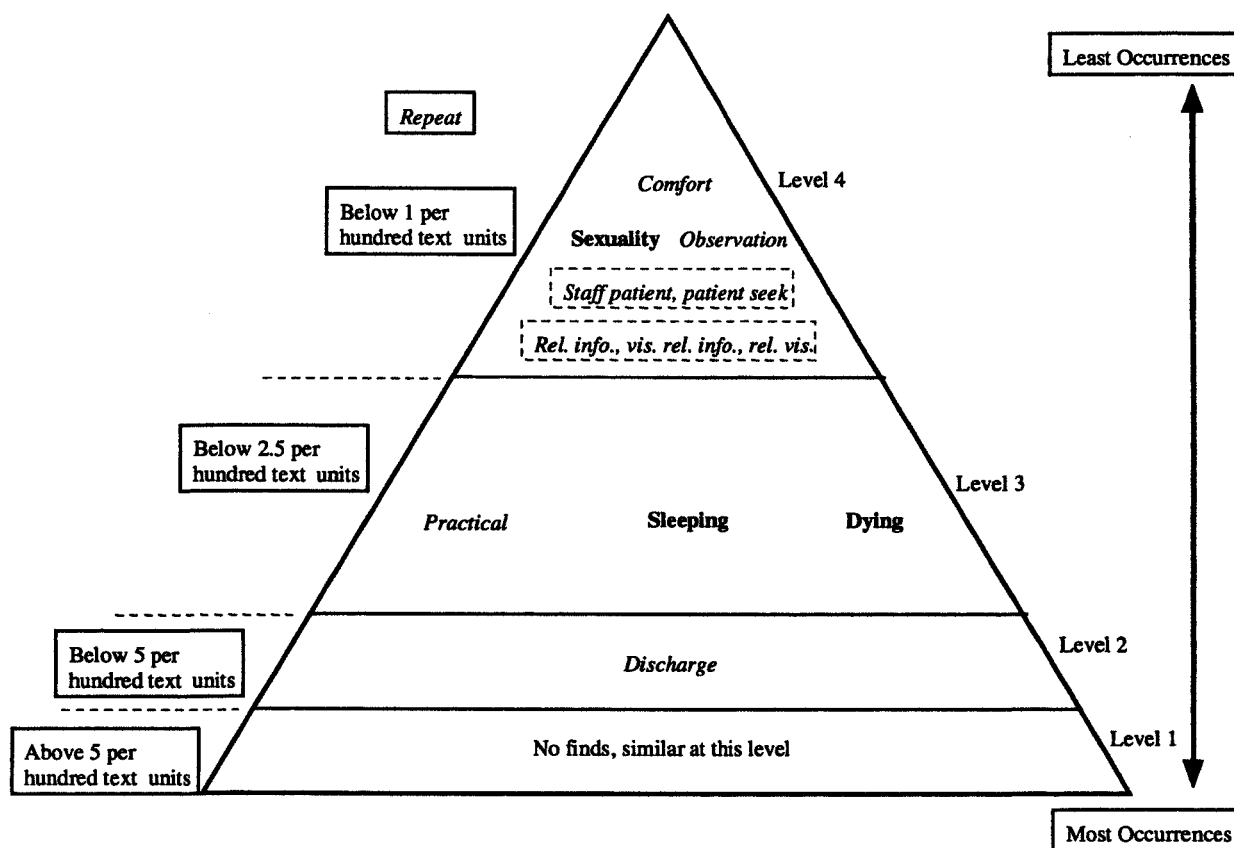 Least Occurrences
Repeat
Comfort
Level 4
Below 1 per
hundred text units
Sexuality Observation
Staff patient, patient seek
Rel. info., vis. rel. info., rel. vis.
Below 2.5 per
hundred text units
Level 3
Practical Sleeping Dying
Below 5 per
hundred text units
Level 2
Discharge
Above 5 per
hundred text units
No finds, similar at this level
Level 1
Most Occurrences